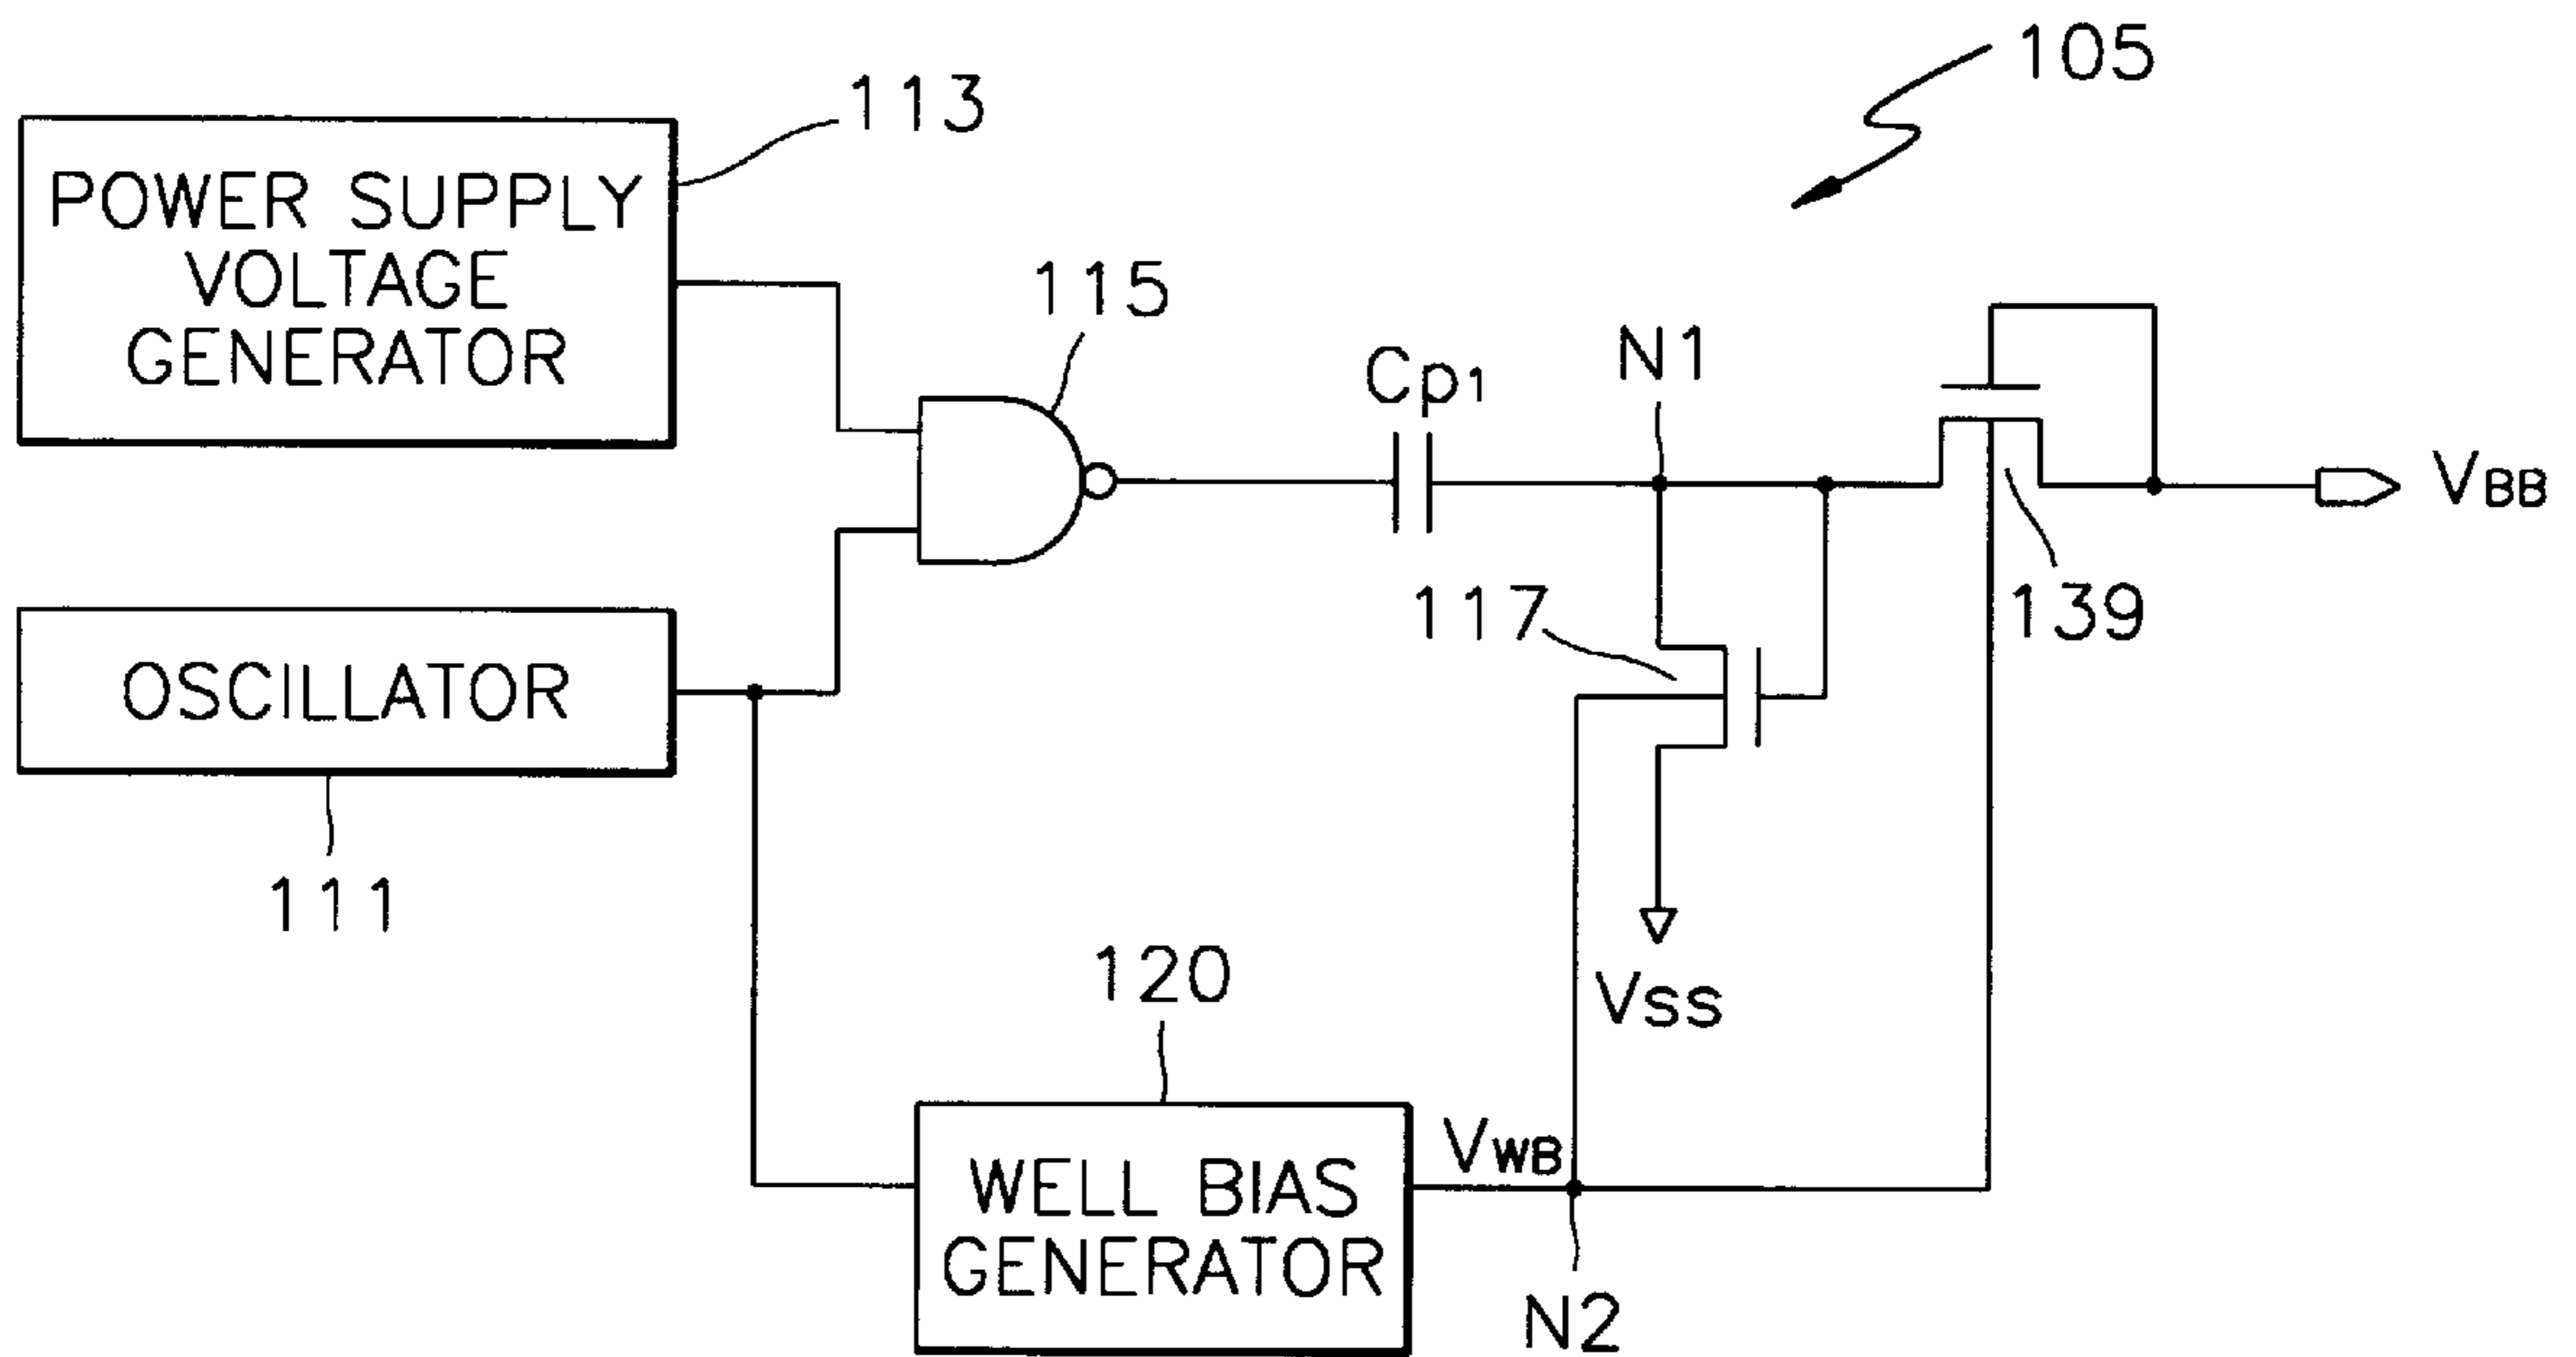 105
113
POWER SUPPLY
VOLTAGE
GENERATOR
115
N1
Cp1
VBB
117
139
OSCILLATOR
111
VSS
120
VWB
WELL BIAS
GENERATOR
N2